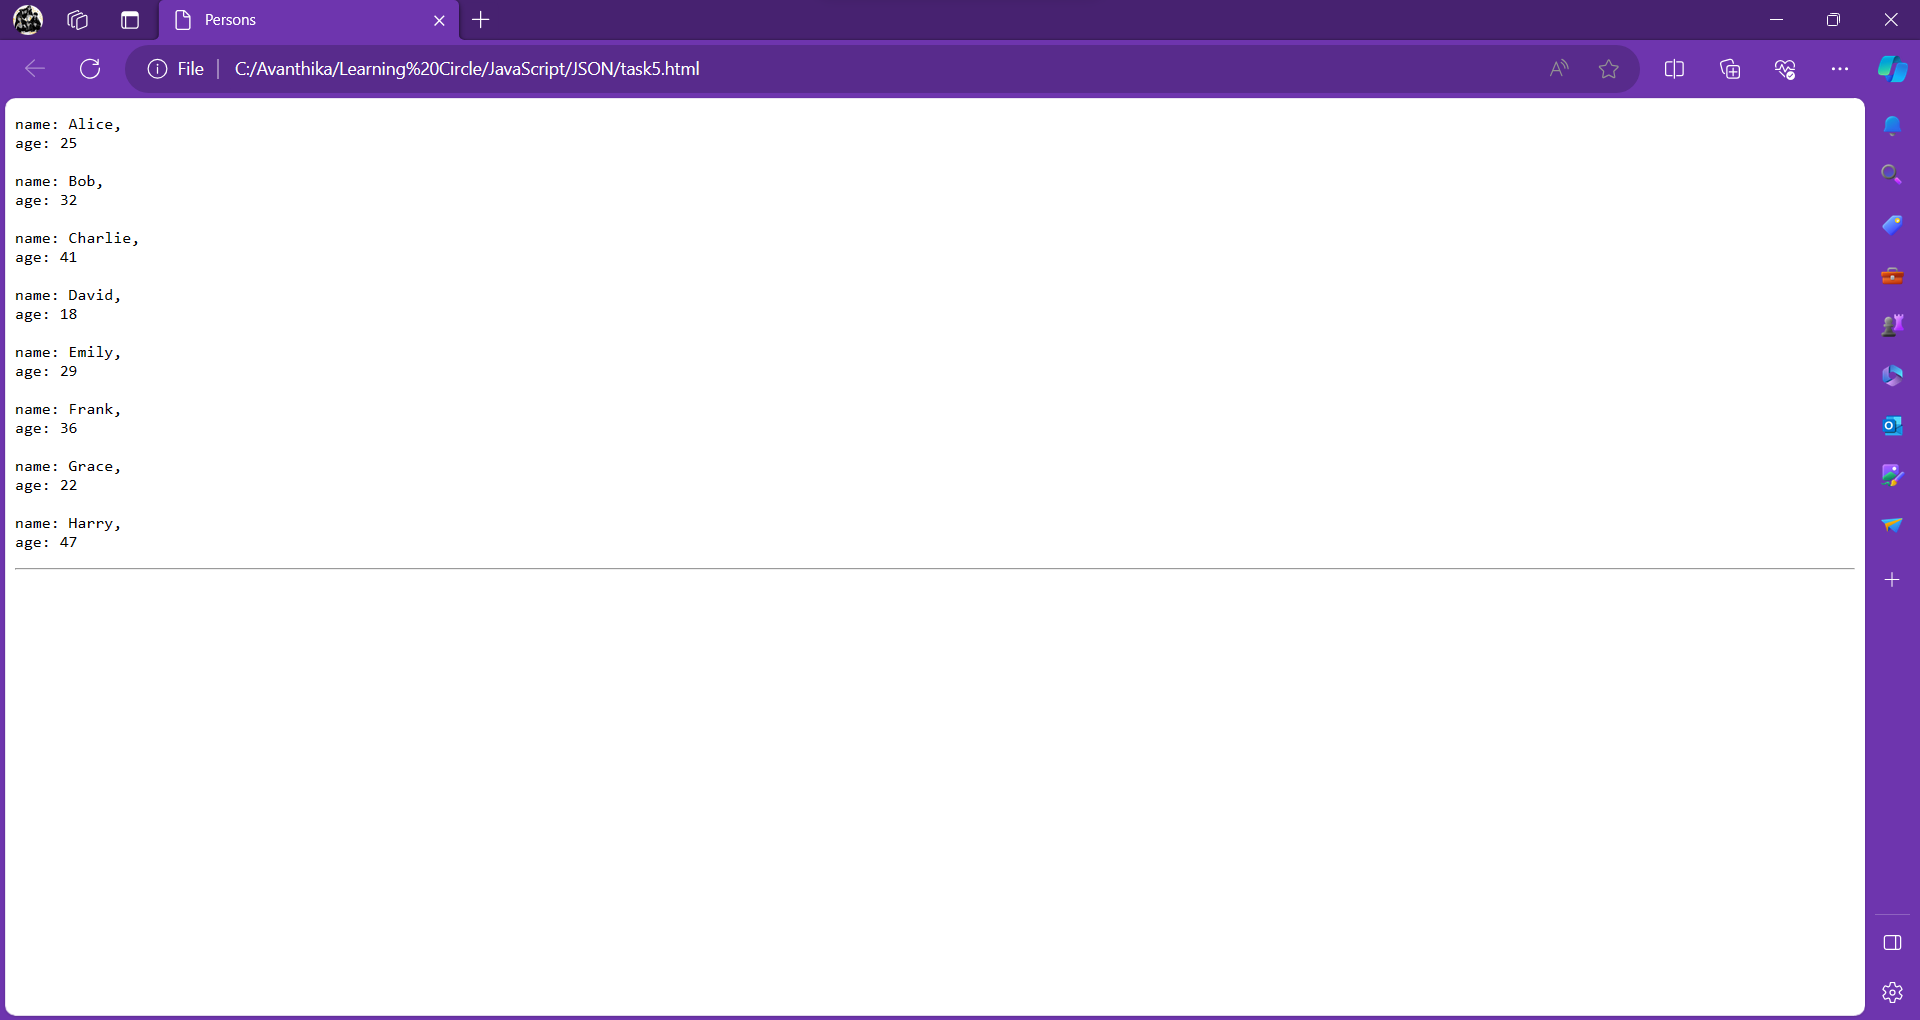 Persons
File
C:/Avanthika/Learning%20Circle/JavaScript/JSON/task5.html
name: Alice,
age: 25
name: Bob,
age: 32
name: Charlie,
age: 41
name: David,
age: 18
name: Emily,
age: 29
name: Frank,
age: 36
name: Grace,
age: 22
name: Harry,
age: 47